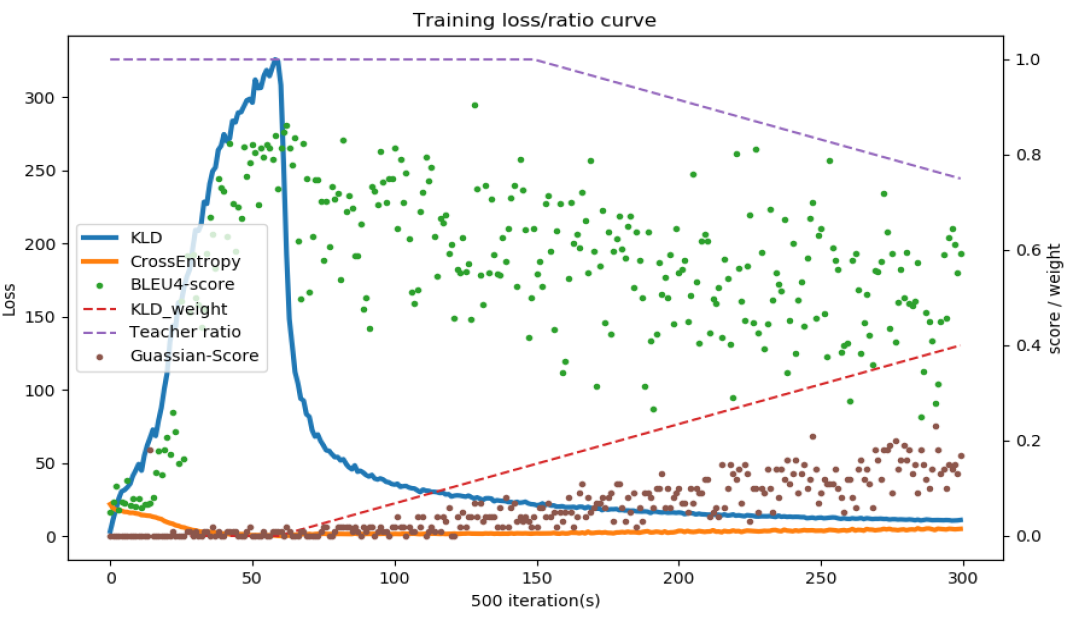 Training loss/ratio curve
Loss
300
250
200
150
100
50
0
KLD
CrossEntropy
BLEU4-score
KLD_weight
Teacher ratio
Guassian-Score
1.0
0.8
0.6
0.4
0.2
0.0
score / weight
0 50 100 150 200 250 300
500 iteration(s)